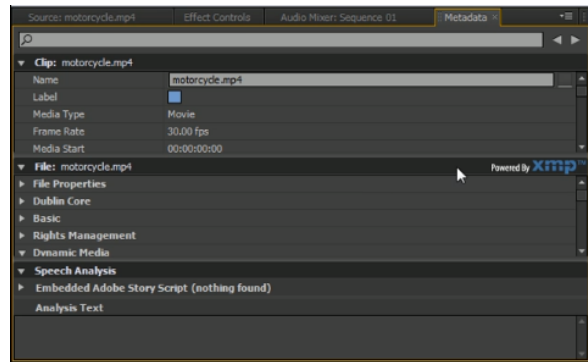 Source: motorcycle.mp4 Effect Controls Audio Mixer: Sequence 01 Metadata ×
Clip: motorcycle.mp4
Name motorcycle.mp4
Label
Media Type Movie
Frame Rate 30.00 fps
Media Start 00:00:00:00
File: motorcycle.mp4 Powered By xmp™
File Properties
Dublin Core
Basic
Rights Management
Dynamic Media
Speech Analysis
Embedded Adobe Story Script (nothing found)
Analysis Text